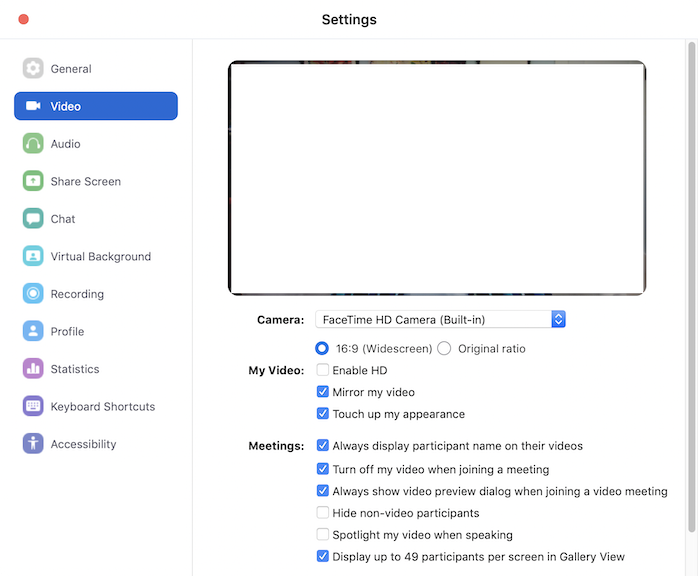 Settings
General
Video
Audio
Share Screen
Chat
Virtual Background
Recording
Profile
Statistics
Keyboard Shortcuts
Accessibility
Camera: FaceTime HD Camera (Built-in)
16:9 (Widescreen) Original ratio
My Video: Enable HD
Mirror my video
Touch up my appearance
Meetings: Always display participant name on their videos
Turn off my video when joining a meeting
Always show video preview dialog when joining a video meeting
Hide non-video participants
Spotlight my video when speaking
Display up to 49 participants per screen in Gallery View